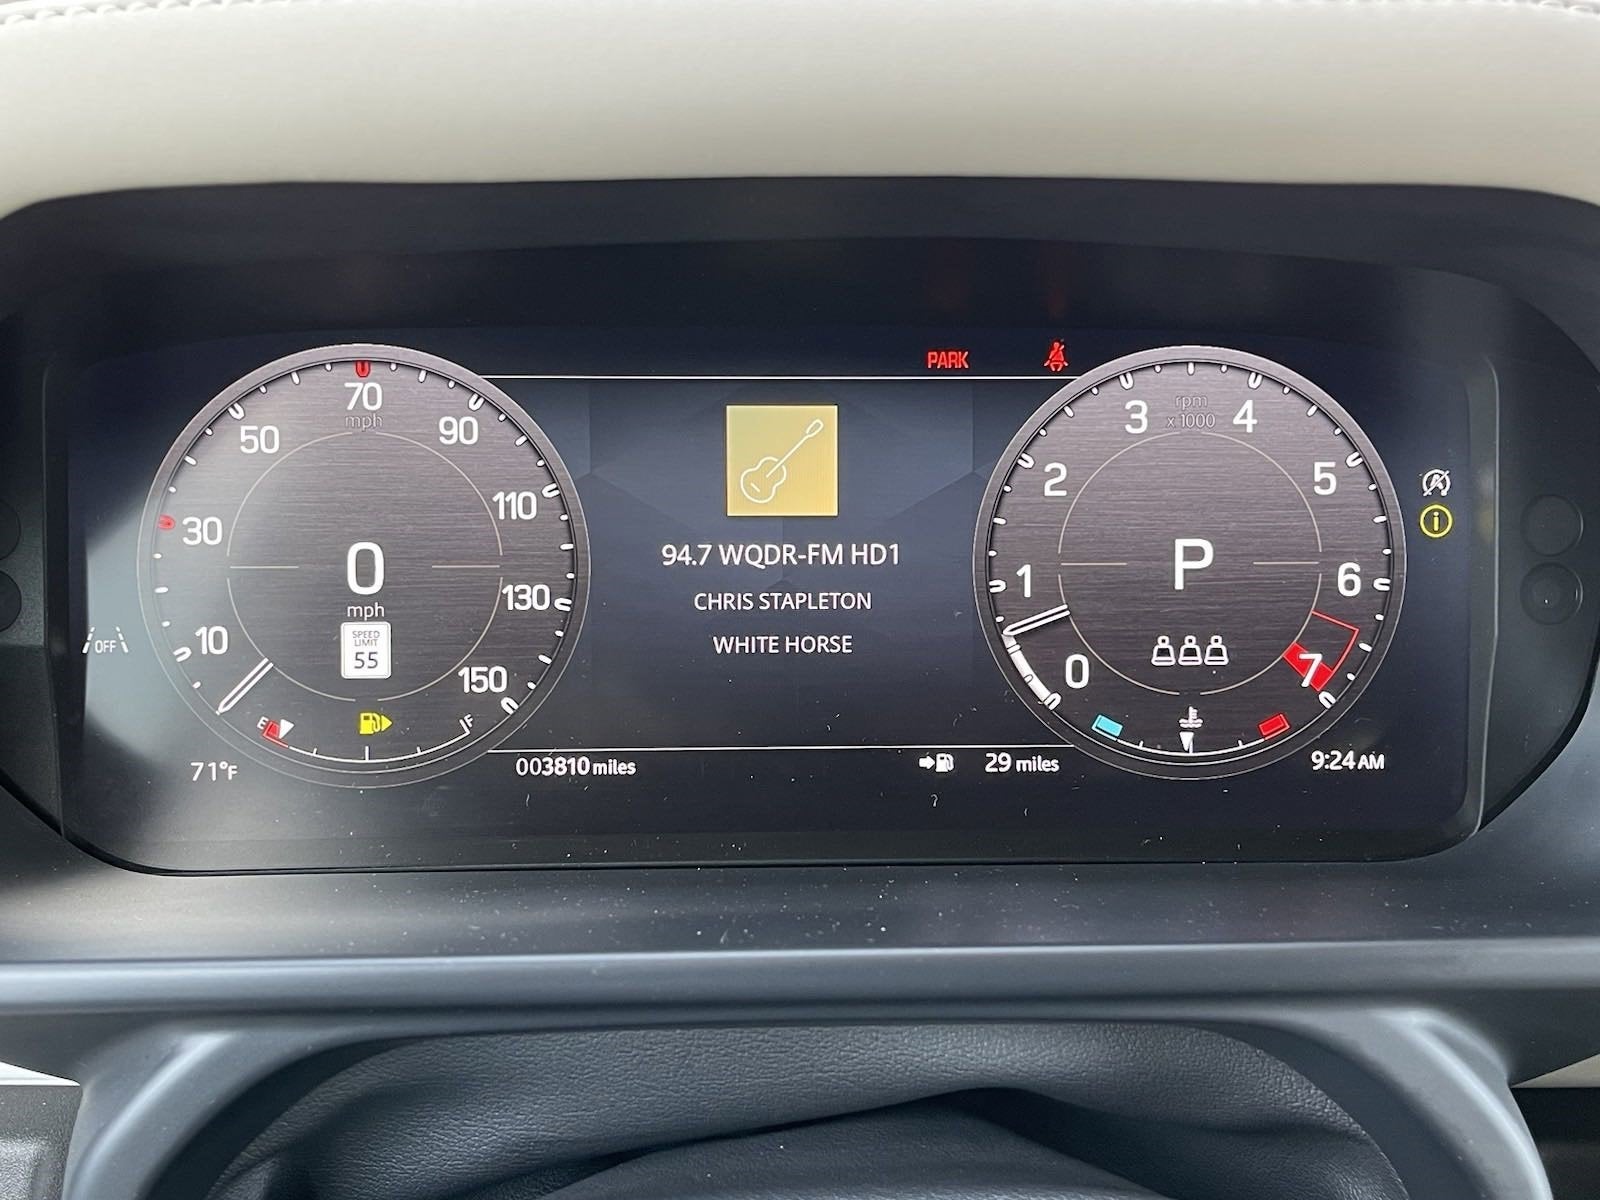 PARK
70
mph
50
90
30
110
0
mph
130
10
SPEED
LIMIT
55
150
E
F
71°F
94.7 WQDR-FM HD1
CHRIS STAPLETON
WHITE HORSE
003810 miles
29 miles
rpm
x 1000
3
4
2
5
1
P
6
0
7
9:24 AM
OFF
A
i